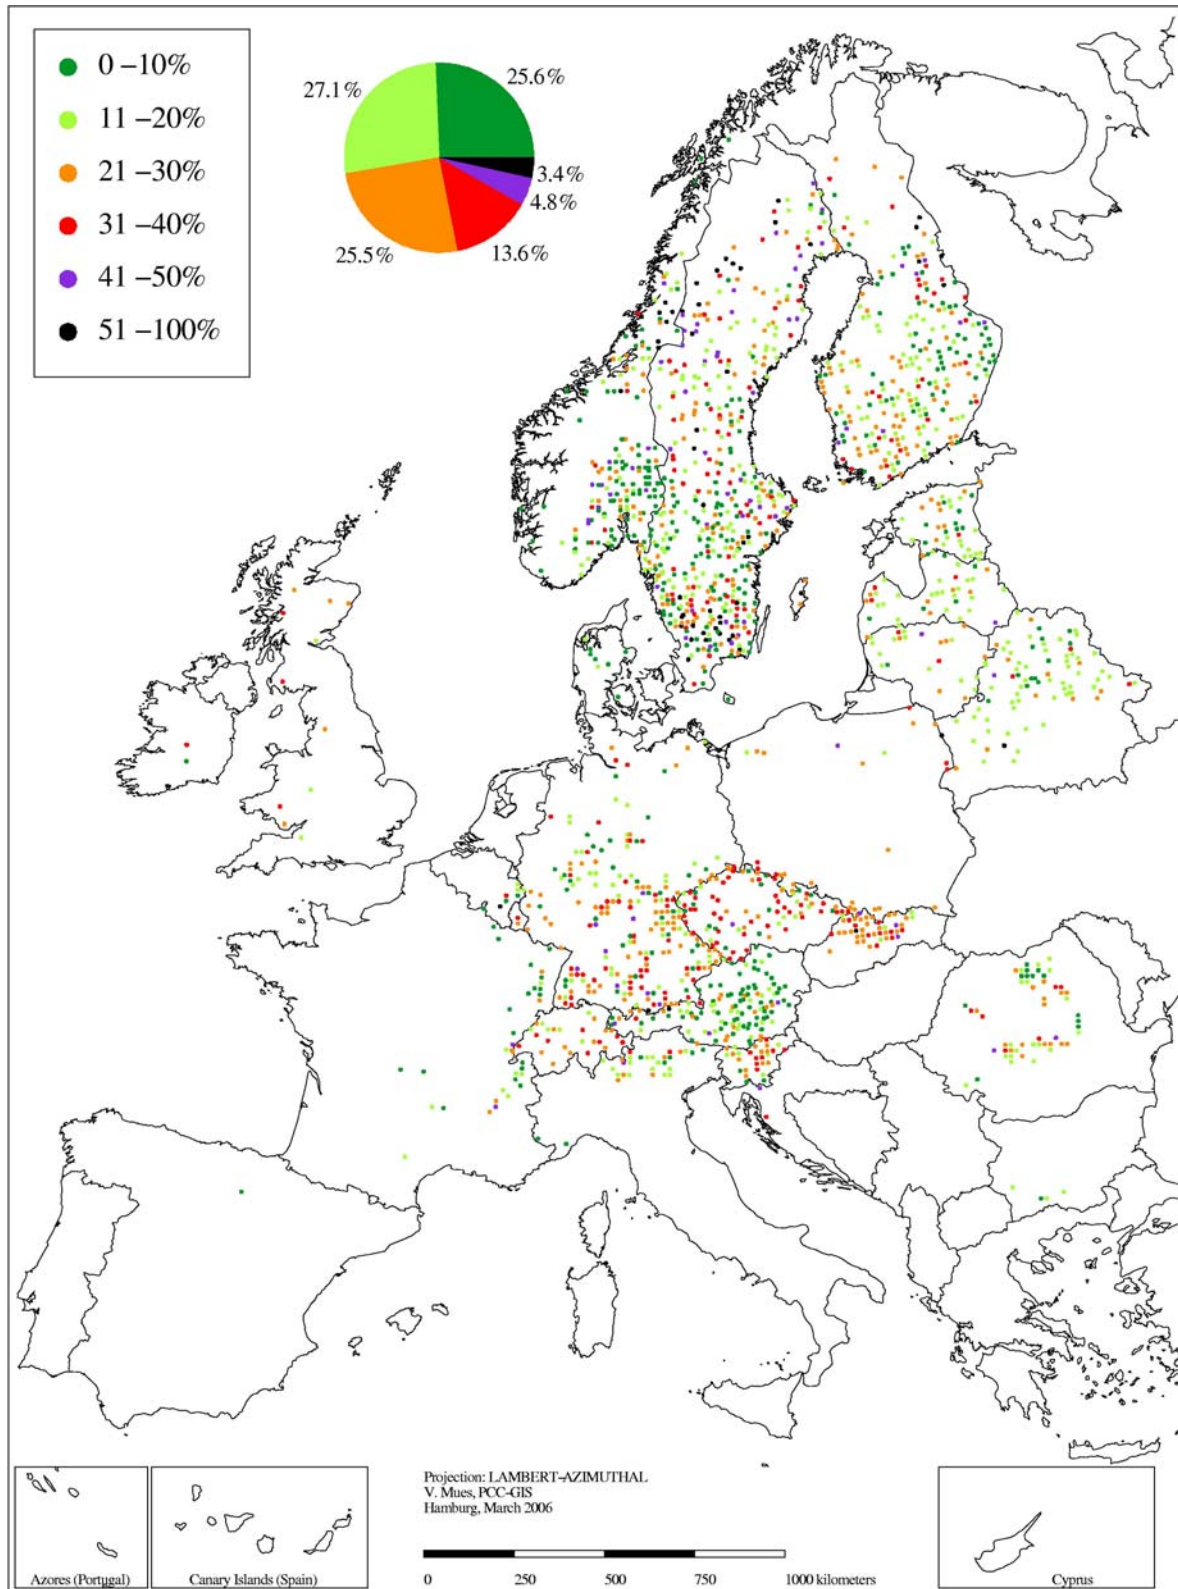 0 –10%
11 –20%
21 –30%
31 –40%
41 –50%
51 –100%
27.1%
25.6%
3.4%
4.8%
25.5%
13.6%
Projection: LAMBERT-AZIMUTHAL
V. Mues, PCC-GIS
Hamburg, March 2006
Azores (Portugal)
Canary Islands (Spain)
0
250
500
750
1000 kilometers
Cyprus